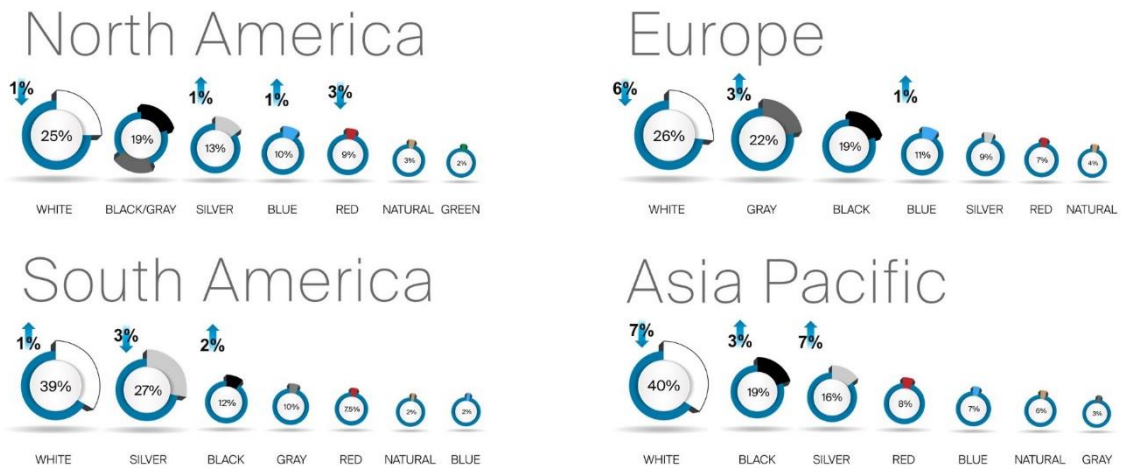 North America
1% 1% 1% 3%
25% 19% 13% 10% 9% 3% 2%
WHITE BLACK/GRAY SILVER BLUE RED NATURAL GREEN
Europe
6% 3% 1%
26% 22% 19% 11% 9% 7% 4%
WHITE GRAY BLACK BLUE SILVER RED NATURAL
South America
1% 3% 2%
39% 27% 12% 10% 7.5% 2% 2%
WHITE SILVER BLACK GRAY RED NATURAL BLUE
Asia Pacific
7% 3% 7%
40% 19% 16% 8% 7% 6% 3%
WHITE BLACK SILVER RED BLUE NATURAL GRAY